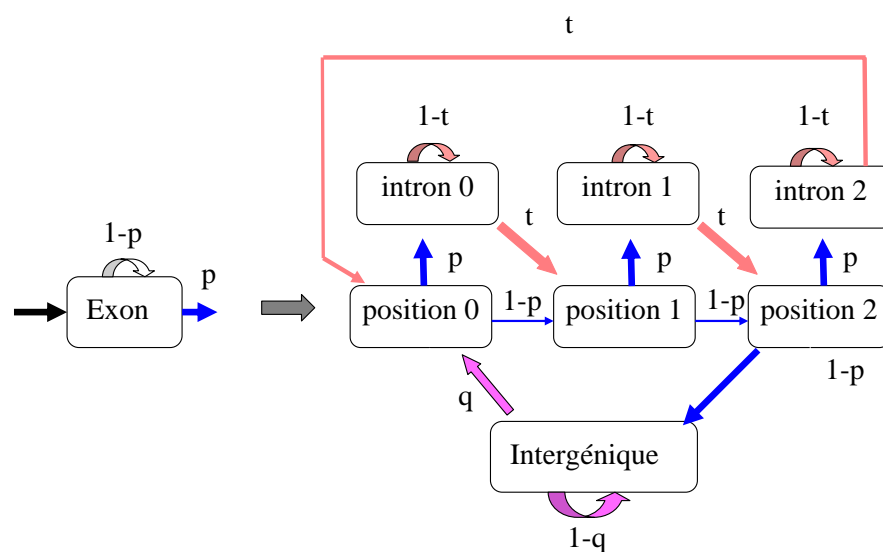 t
1-t
1-t
1-t
intron 0
intron 1
intron 2
t
t
1-p
p
p
p
p
Exon
position 0
1-p
position 1
1-p
position 2
1-p
q
Intergénique
1-q